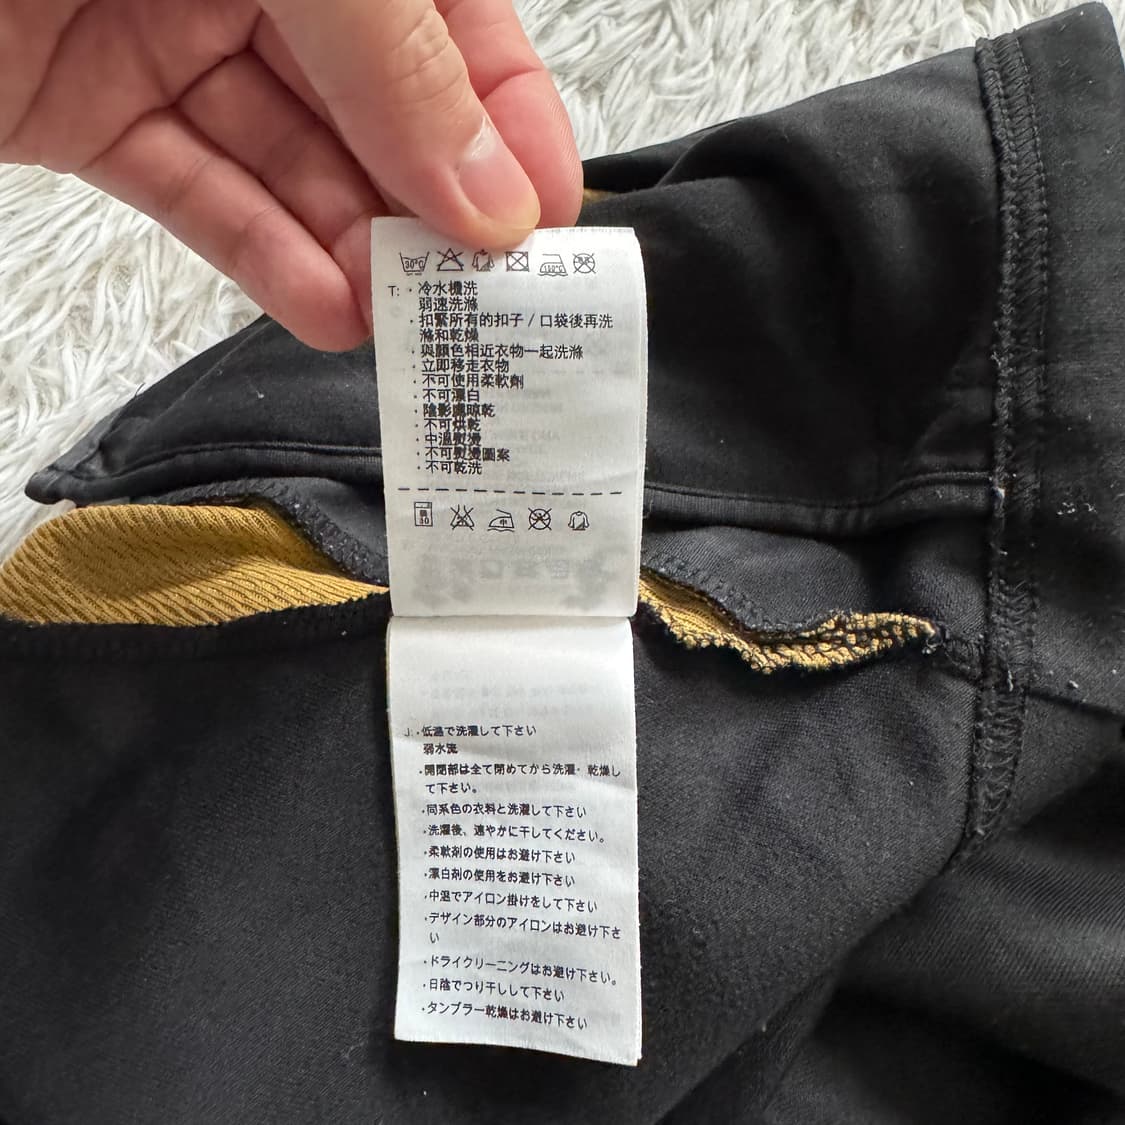 30°C
150°C
T: ・冷水機洗
弱速洗滌
・扣緊所有的扣子 / 口袋後再洗
滌和乾燥
・與顏色相近衣物一起洗滌
・立即移走衣物
・不可使用柔軟劑
・不可漂白
・陰影處晾乾
・不可烘乾
・中溫熨燙
・不可熨燙圖案
・不可乾洗
中
J: ・低温で洗濯して下さい
弱水流
・開閉部は全て閉めてから洗濯・乾燥し
て下さい。
・同系色の衣料と洗濯して下さい
・洗濯後、速やかに干してください。
・柔軟剤の使用はお避け下さい
・漂白剤の使用をお避け下さい
・中温でアイロン掛けをして下さい
・デザイン部分のアイロンはお避け下さ
い
・ドライクリーニングはお避け下さい。
・日陰でつり干しして下さい
・タンブラー乾燥はお避け下さい